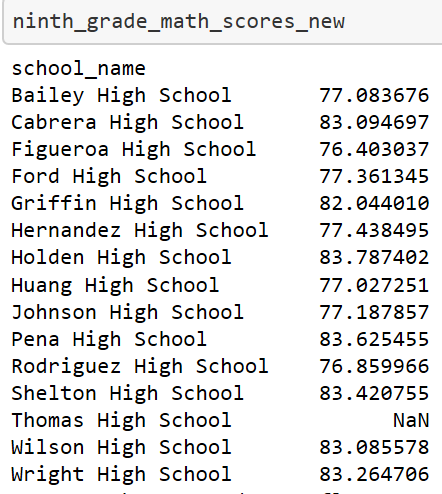 ninth_grade_math_scores_new
school_name
Bailey High School 77.083676
Cabrera High School 83.094697
Figueroa High School 76.403037
Ford High School 77.361345
Griffin High School 82.044010
Hernandez High School 77.438495
Holden High School 83.787402
Huang High School 77.027251
Johnson High School 77.187857
Pena High School 83.625455
Rodriguez High School 76.859966
Shelton High School 83.420755
Thomas High School NaN
Wilson High School 83.085578
Wright High School 83.264706